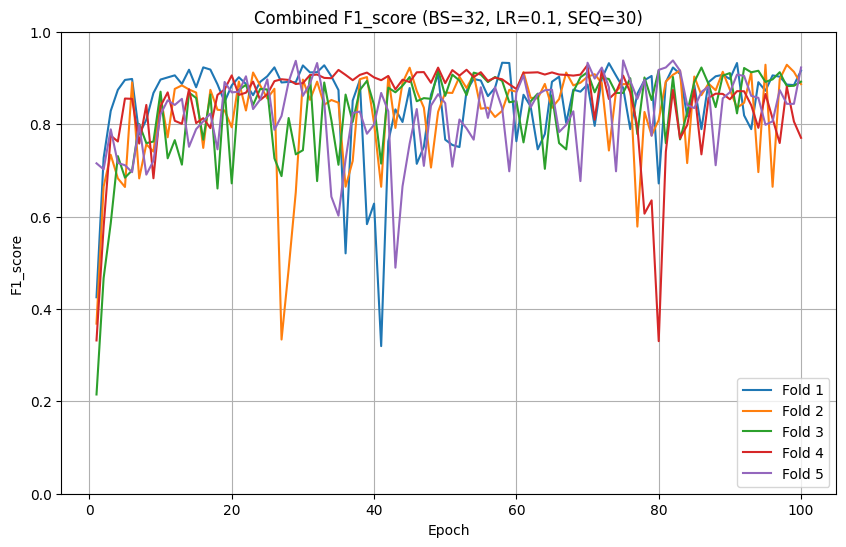 Combined F1_score (BS=32, LR=0.1, SEQ=30)
F1_score
1.0
0.8
0.6
0.4
0.2
0.0
0 20 40 60 80 100
Epoch
Fold 1
Fold 2
Fold 3
Fold 4
Fold 5